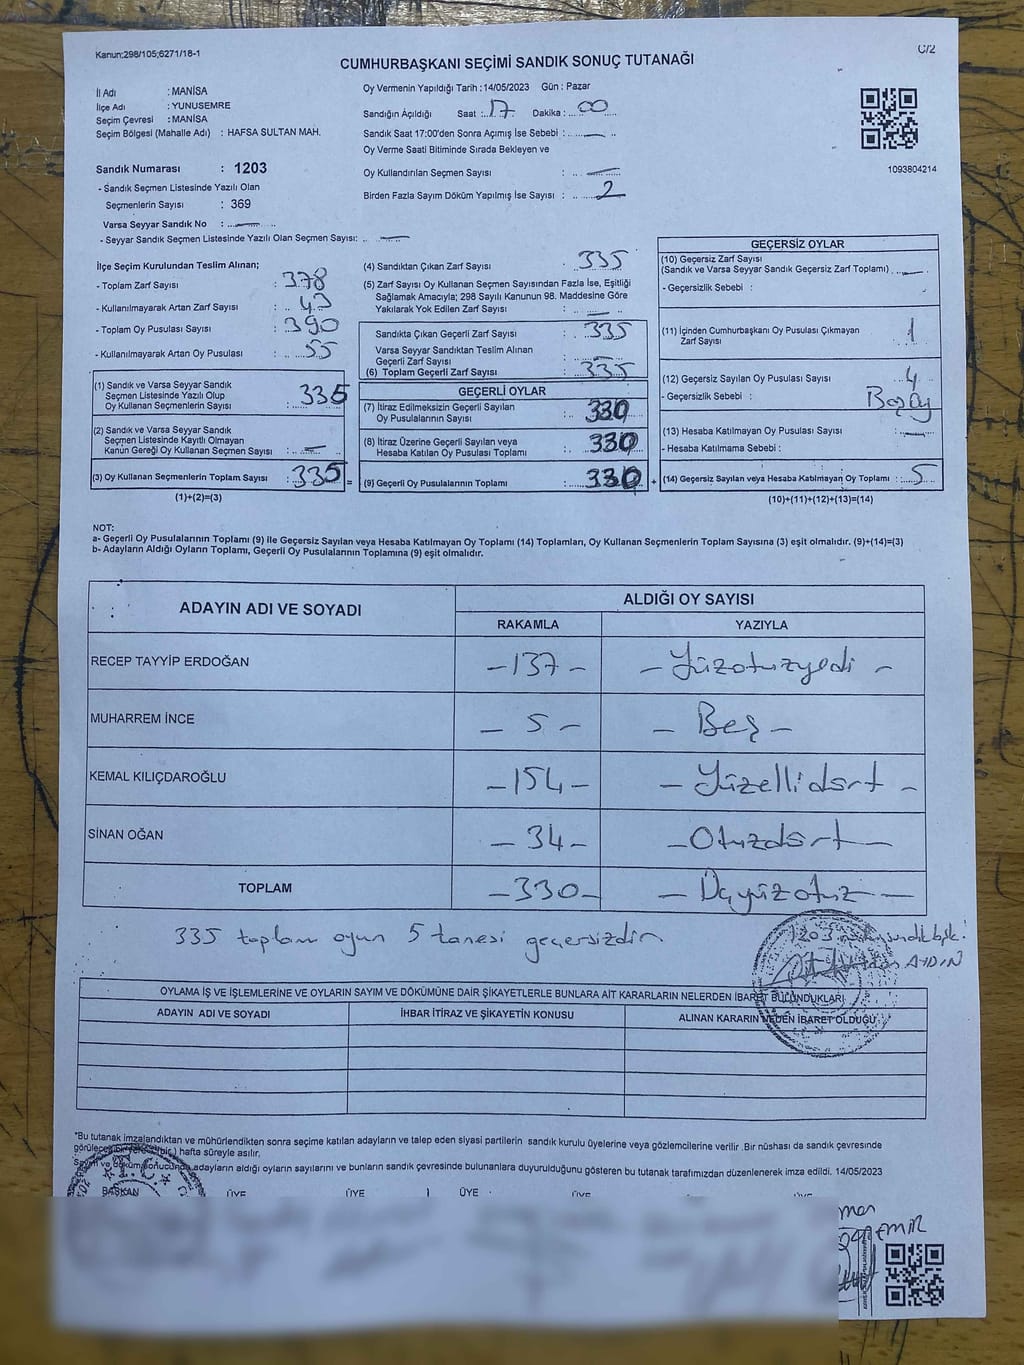 Kanun;298/105;6271/18-1
C/2
CUMHURBAŞKANI SEÇİMİ SANDIK SONUÇ TUTANAĞI
İl Adı : MANİSA
İlçe Adı : YUNUSEMRE
Seçim Çevresi : MANİSA
Seçim Bölgesi (Mahalle Adı) : HAFSA SULTAN MAH.
Sandık Numarası : 1203
- Sandık Seçmen Listesinde Yazılı Olan
Seçmenlerin Sayısı : 369
Varsa Seyyar Sandık No :
- Seyyar Sandık Seçmen Listesinde Yazılı Olan Seçmen Sayısı:
Oy Vermenin Yapıldığı Tarih :14/05/2023 Gün : Pazar
Sandığın Açıldığı Saat :..17.. Dakika :..00..
Sandık Saat 17:00'den Sonra Açımış İse Sebebi :
Oy Verme Saati Bitiminde Sırada Bekleyen ve
Oy Kullandırılan Seçmen Sayısı :
Birden Fazla Sayım Döküm Yapılmış İse Sayısı : 2
1093804214
İlçe Seçim Kurulundan Teslim Alınan;
- Toplam Zarf Sayısı : 378
- Kullanılmayarak Artan Zarf Sayısı : 43
- Toplam Oy Pusulası Sayısı : 390
- Kullanılmayarak Artan Oy Pusulası : 55
(1) Sandık ve Varsa Seyyar Sandık
Seçmen Listesinde Yazılı Olup
Oy Kullanan Seçmenlerin Sayısı : 335
(2) Sandık ve Varsa Seyyar Sandık
Seçmen Listesinde Kayıtlı Olmayan
Kanun Gereği Oy Kullanan Seçmen Sayısı :
(3) Oy Kullanan Seçmenlerin Toplam Sayısı : 335 =
(1)+(2)=(3)
(4) Sandıktan Çıkan Zarf Sayısı : 335
(5) Zarf Sayısı Oy Kullanan Seçmen Sayısından Fazla İse, Eşitliği
Sağlamak Amacıyla; 298 Sayılı Kanunun 98. Maddesine Göre
Yakılarak Yok Edilen Zarf Sayısı :
Sandıkta Çıkan Geçerli Zarf Sayısı : 335
Varsa Seyyar Sandıktan Teslim Alınan
Geçerli Zarf Sayısı :
(6) Toplam Geçerli Zarf Sayısı : 335
GEÇERLİ OYLAR
(7) İtiraz Edilmeksizin Geçerli Sayılan
Oy Pusulalarının Sayısı : 330
(8) İtiraz Üzerine Geçerli Sayılan veya
Hesaba Katılan Oy Pusulası Toplamı : 330
(9) Geçerli Oy Pusulalarının Toplamı : 330 +
GEÇERSİZ OYLAR
(10) Geçersiz Zarf Sayısı
(Sandık ve Varsa Seyyar Sandık Geçersiz Zarf Toplamı)
- Geçersizlik Sebebi :
(11) İçinden Cumhurbaşkanı Oy Pusulası Çıkmayan
Zarf Sayısı : 1
(12) Geçersiz Sayılan Oy Pusulası Sayısı : 4
- Geçersizlik Sebebi :
(13) Hesaba Katılmayan Oy Pusulası Sayısı :
- Hesaba Katılmama Sebebi :
(14) Geçersiz Sayılan veya Hesaba Katılmayan Oy Toplamı : 5
(10)+(11)+(12)+(13)=(14)
NOT:
a- Geçerli Oy Pusulalarının Toplamı (9) ile Geçersiz Sayılan veya Hesaba Katılmayan Oy Toplamı (14) Toplamları, Oy Kullanan Seçmenlerin Toplam Sayısına (3) eşit olmalıdır. (9)+(14)=(3)
b- Adayların Aldığı Oyların Toplamı, Geçerli Oy Pusulalarının Toplamına (9) eşit olmalıdır.
ADAYIN ADI VE SOYADI ALDIĞI OY SAYISI
RAKAMLA YAZIYLA
RECEP TAYYİP ERDOĞAN -137- -Yüzotuzyedi-
MUHARREM İNCE -5- -Beş-
KEMAL KILIÇDAROĞLU -154- -Yüzellidört-
SİNAN OĞAN -34- -Otuzdört-
TOPLAM -330- -Üçyüzotuz-
335 toplam oyun 5 tanesi geçersizdir
1203 AYDIN
OYLAMA İŞ VE İŞLEMLERİNE VE OYLARIN SAYIM VE DÖKÜMÜNE DAİR ŞİKAYETLERLE BUNLARA AİT KARARLARIN NELERDEN İBARET BULUNDUKLARI
ADAYIN ADI VE SOYADI İHBAR İTİRAZ VE ŞİKAYETİN KONUSU ALINAN KARARIN NEDEN İBARET OLDUĞU
"Bu tutanak imzalandıktan ve mühürlendikten sonra seçime katılan adayların ve talep eden siyasi partilerin sandık kurulu üyelerine veya gözlemcilerine verilir .Bir nüshası da sandık çevresinde
görülecek bir yere (bir) hafta süreyle asılır.
Sayım ve döküm sonucunda adayların aldığı oyların sayılarını ve bunların sandık çevresinde bulunanlara duyurulduğunu gösteren bu tutanak tarafımızdan düzenlenerek imza edildi. 14/05/2023
T.C.
BAŞKAN ÜYE ÜYE ÜYE ÜYE ÜYE